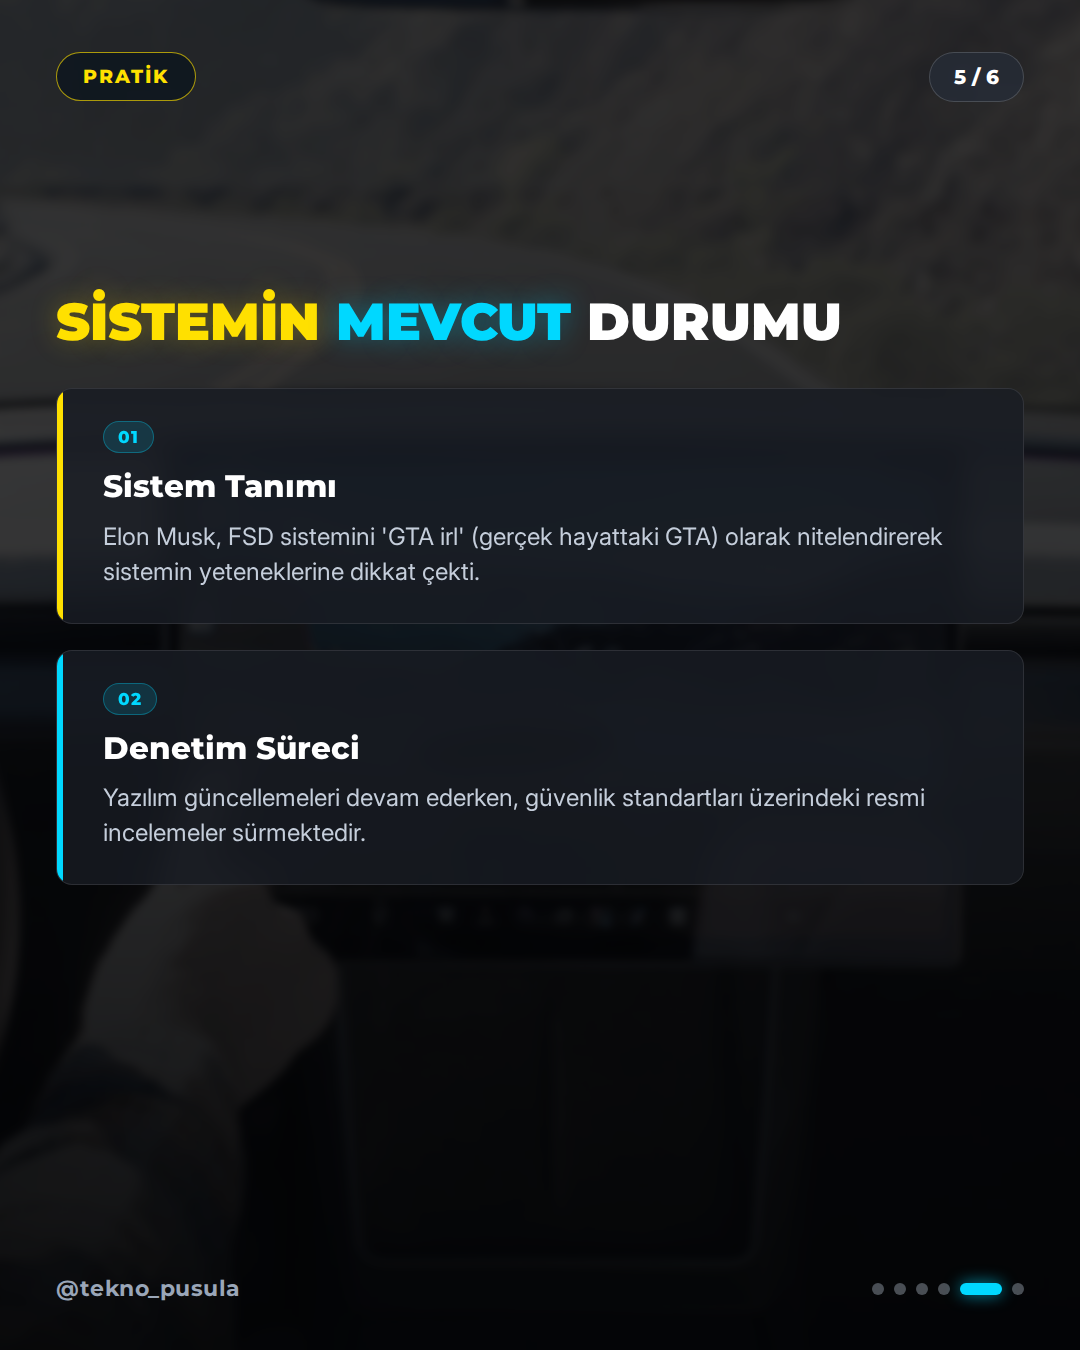 PRATİK
5 / 6
SİSTEMİN MEVCUT DURUMU
01
Sistem Tanımı
Elon Musk, FSD sistemini 'GTA irl' (gerçek hayattaki GTA) olarak nitelendirerek
sistemin yeteneklerine dikkat çekti.
02
Denetim Süreci
Yazılım güncellemeleri devam ederken, güvenlik standartları üzerindeki resmi
incelemeler sürmektedir.
@tekno_pusula